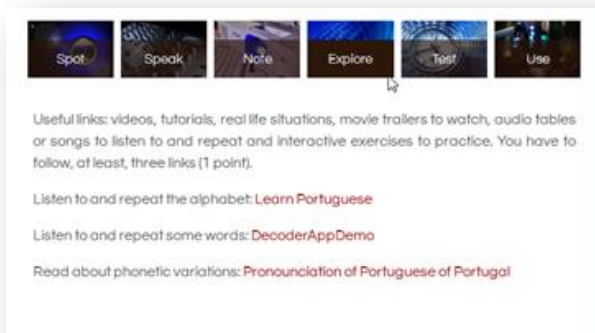 Spot Speak Note Explore Test Use
Useful links: videos, tutorials, real life situations, movie trailers to watch, audio tables
or songs to listen to and repeat and interactive exercises to practice. You have to
follow, at least, three links (1 point).
Listen to and repeat the alphabet: Learn Portuguese
Listen to and repeat some words: DecoderAppDemo
Read about phonetic variations: Pronounciation of Portuguese of Portugal